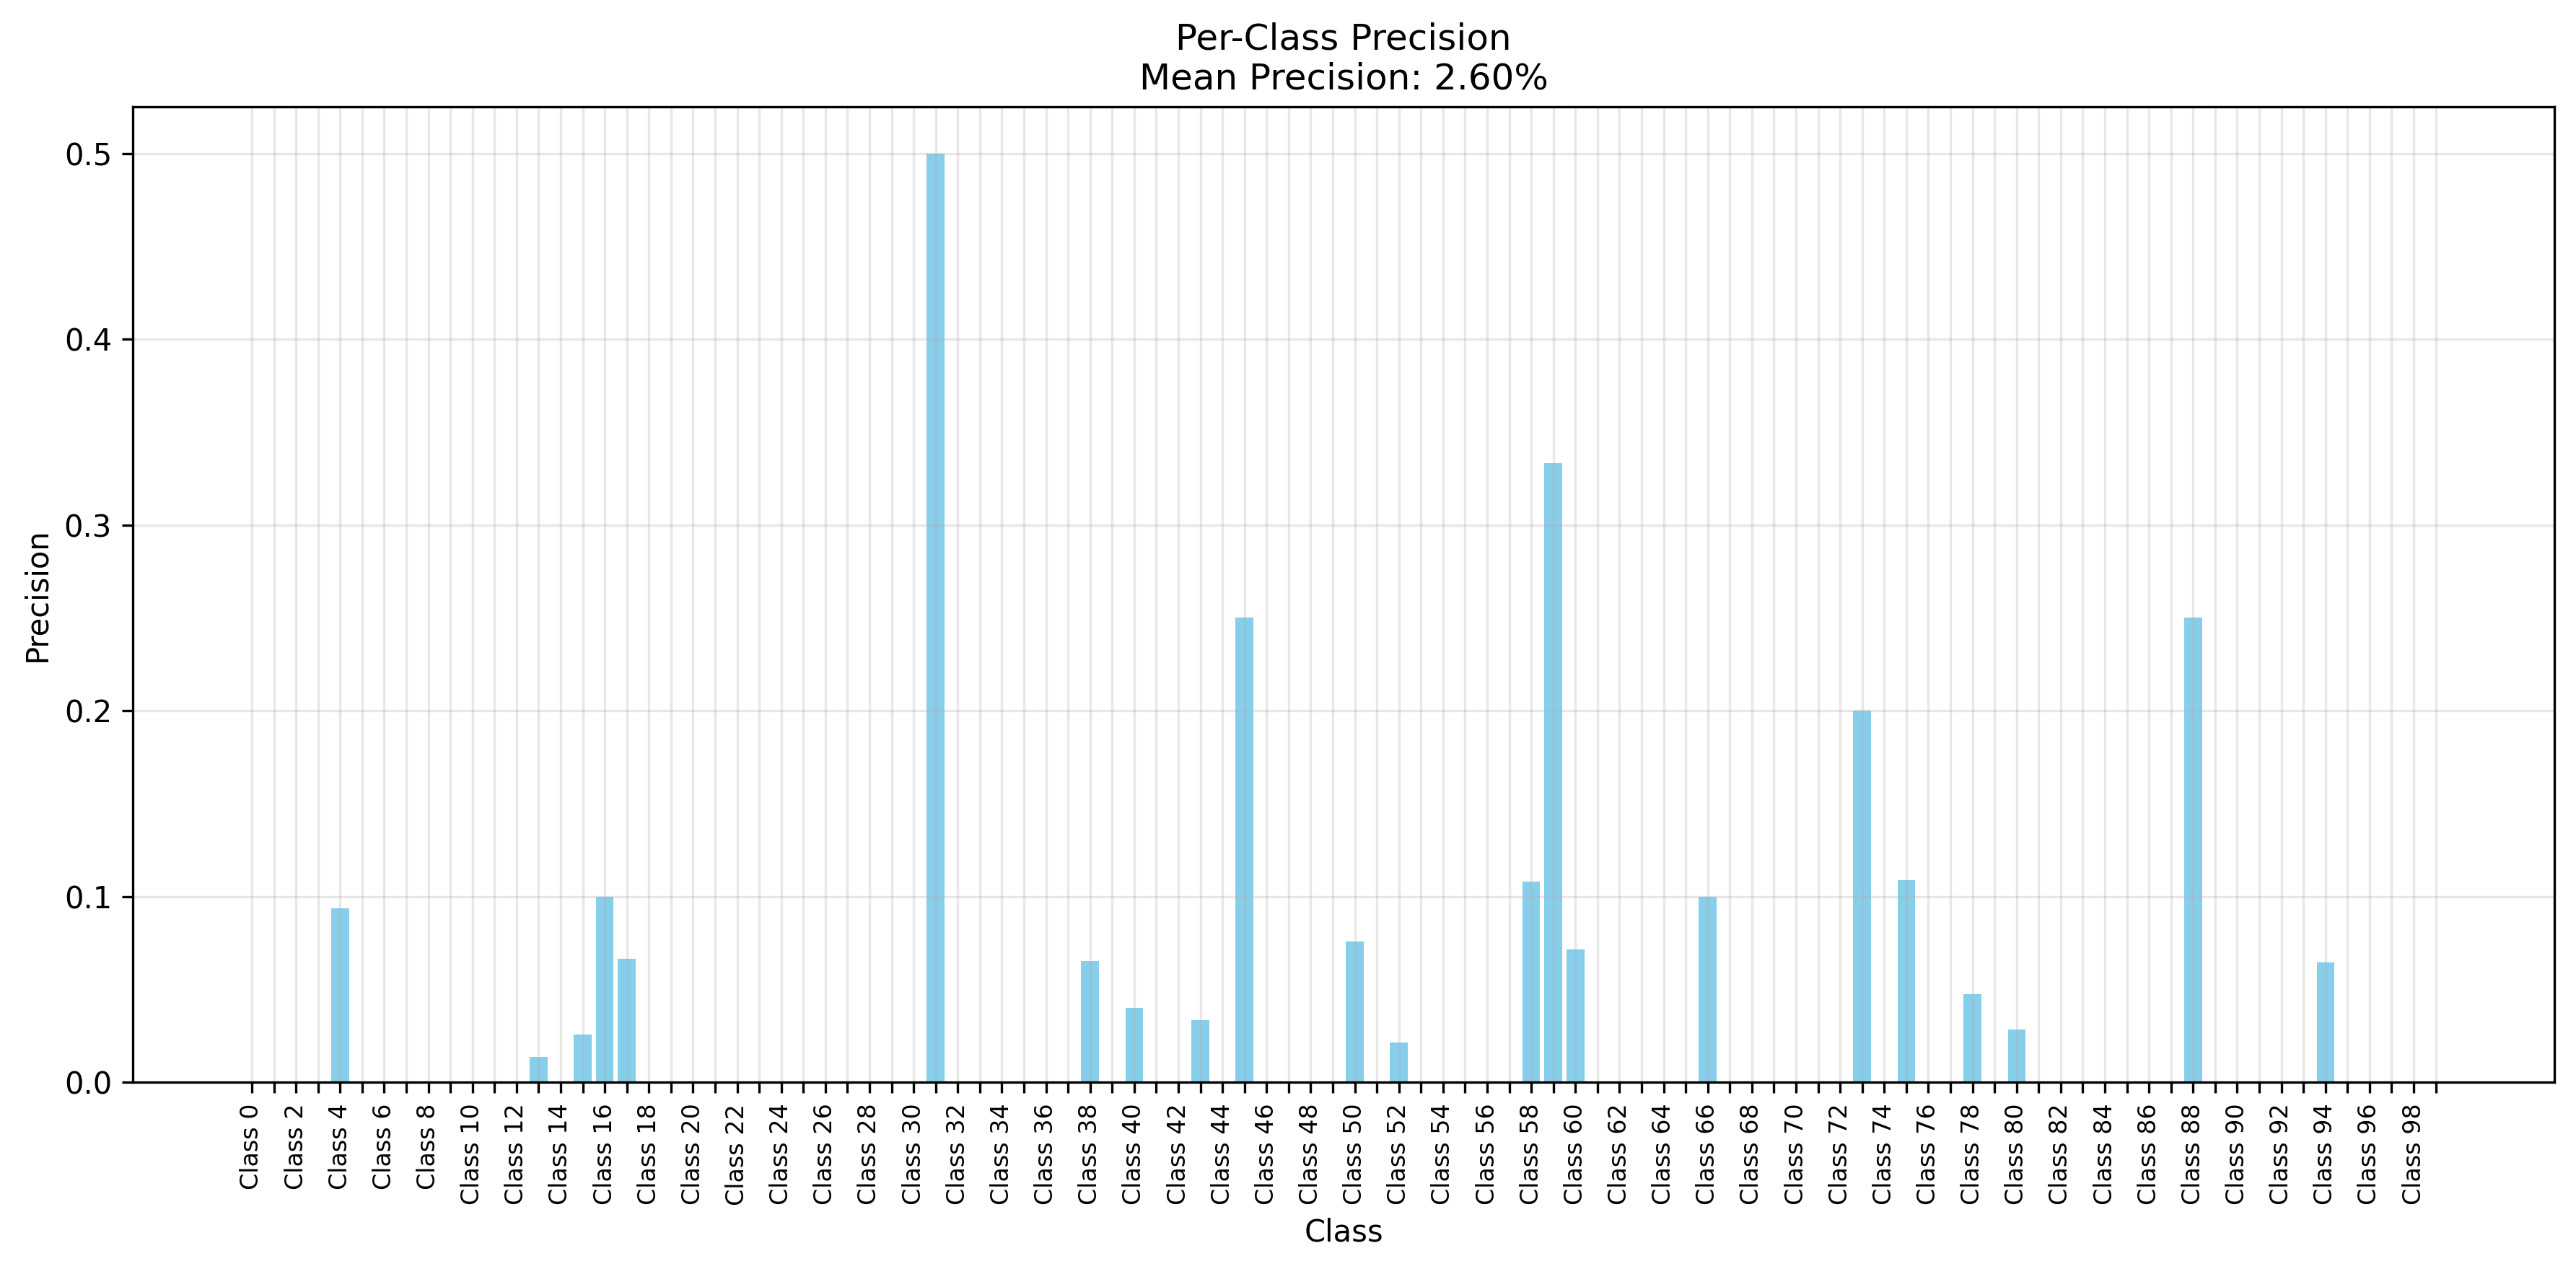 Per-Class Precision
Mean Precision: 2.60%
Precision
0.5
0.4
0.3
0.2
0.1
0.0
Class 0
Class 2
Class 4
Class 6
Class 8
Class 10
Class 12
Class 14
Class 16
Class 18
Class 20
Class 22
Class 24
Class 26
Class 28
Class 30
Class 32
Class 34
Class 36
Class 38
Class 40
Class 42
Class 44
Class 46
Class 48
Class 50
Class 52
Class 54
Class 56
Class 58
Class 60
Class 62
Class 64
Class 66
Class 68
Class 70
Class 72
Class 74
Class 76
Class 78
Class 80
Class 82
Class 84
Class 86
Class 88
Class 90
Class 92
Class 94
Class 96
Class 98
Class